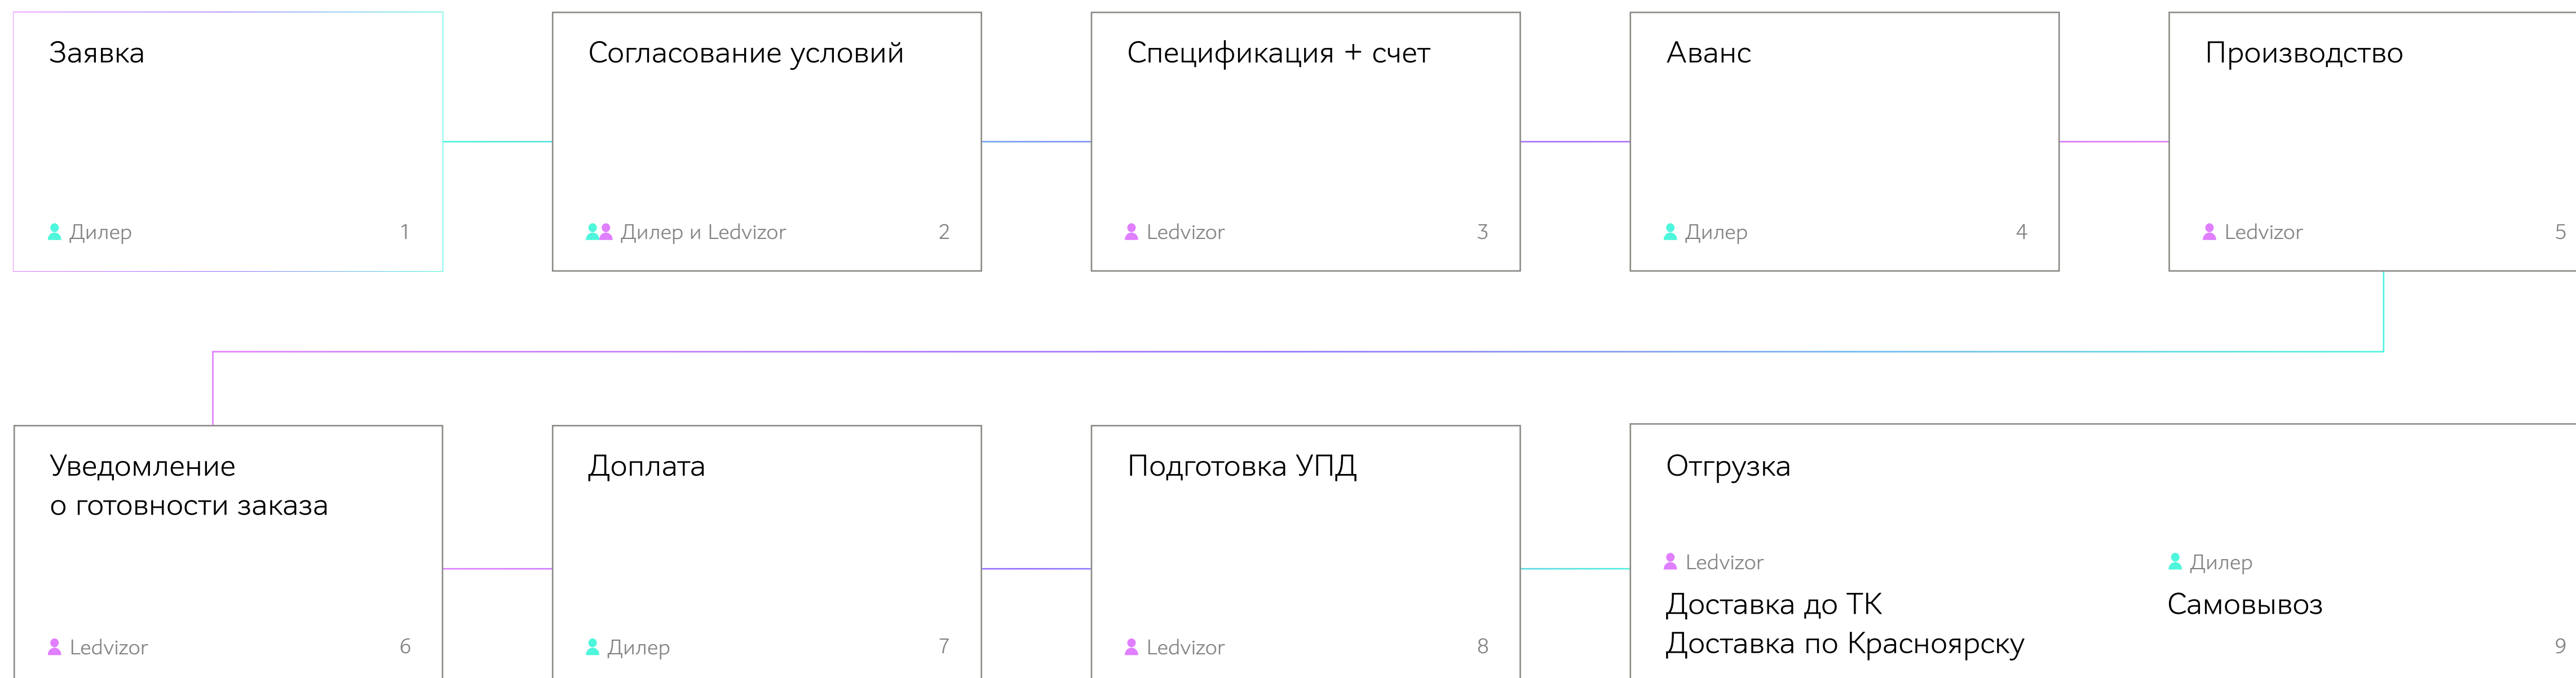 Заявка
Дилер 1
Согласование условий
Дилер и Ledvizor 2
Спецификация + счет
Ledvizor 3
Аванс
Дилер 4
Производство
Ledvizor 5
Уведомление
о готовности заказа
Ledvizor 6
Доплата
Дилер 7
Подготовка УПД
Ledvizor 8
Отгрузка
Ledvizor
Доставка до ТК
Доставка по Красноярску
Дилер
Самовывоз
9